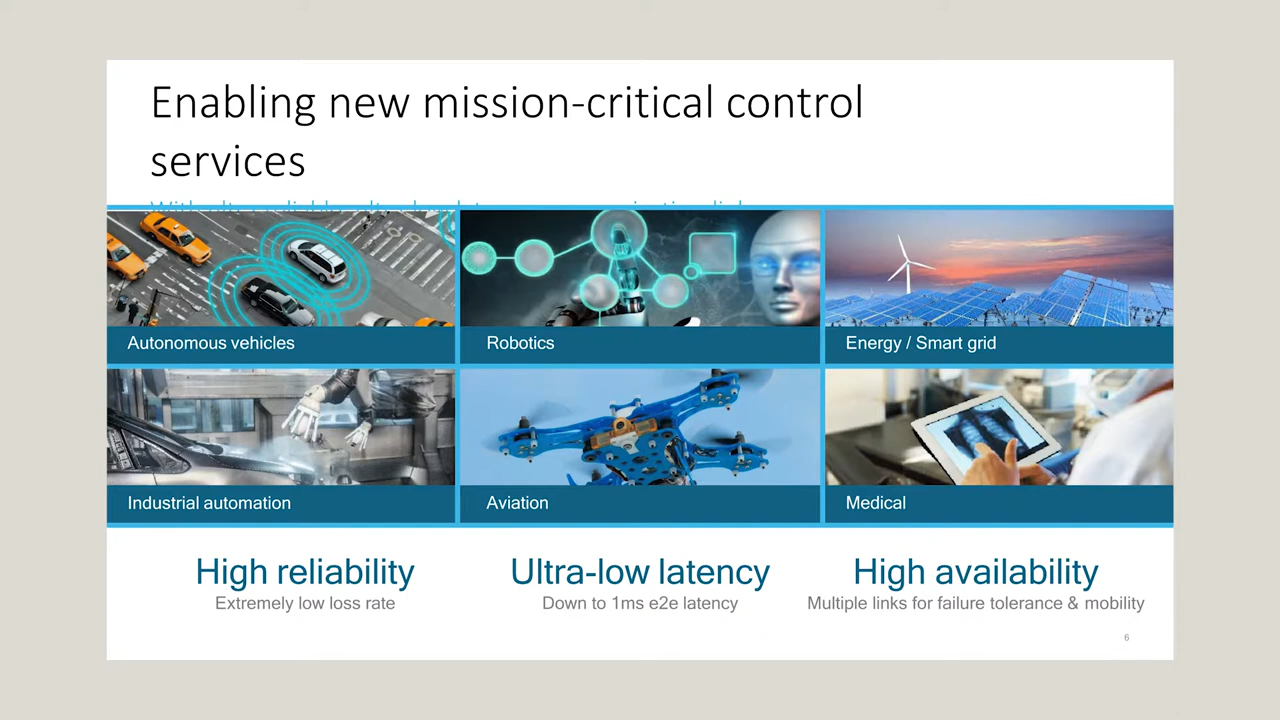 Enabling new mission-critical control
services
Autonomous vehicles
Robotics
Energy / Smart grid
Industrial automation
Aviation
Medical
High reliability
Ultra-low latency
High availability
Extremely low loss rate
Down to 1ms e2e latency
Multiple links for failure tolerance & mobility
6